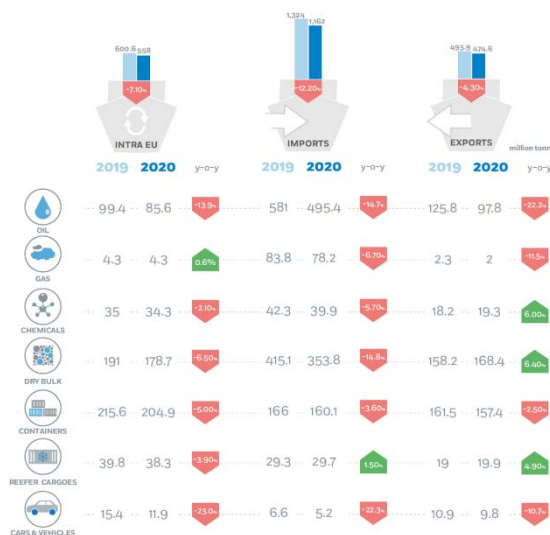 600.6 558
-7.10%
INTRA EU
1,324 1,162
-12.20%
IMPORTS
495.9 474.6
-4.30%
EXPORTS
million tonn
2019 2020 y-o-y 2019 2020 y-o-y 2019 2020 y-o-y
99.4 85.6 -13.9% 581 495.4 -14.7% 125.8 97.8 -22.2%
OIL
4.3 4.3 0.6% 83.8 78.2 -6.70% 2.3 2 -11.5%
GAS
35 34.3 -2.10% 42.3 39.9 -5.70% 18.2 19.3 6.00%
CHEMICALS
191 178.7 -6.50% 415.1 353.8 -14.8% 158.2 168.4 6.40%
DRY BULK
215.6 204.9 -5.00% 166 160.1 -3.60% 161.5 157.4 -2.50%
CONTAINERS
39.8 38.3 -3.90% 29.3 29.7 1.50% 19 19.9 4.90%
REEFER CARGOES
15.4 11.9 -23.0% 6.6 5.2 -22.3% 10.9 9.8 -10.7%
CARS & VEHICLES